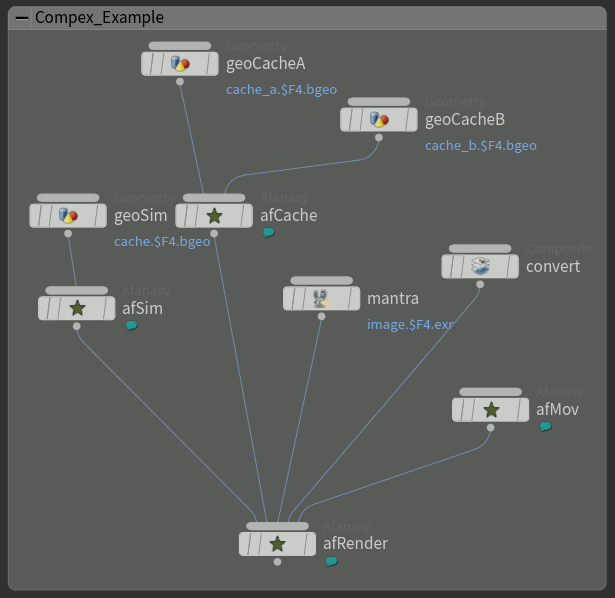 Compex_Example
Geometry
geoCacheA
cache_a.$F4.bgeo
Geometry
geoCacheB
cache_b.$F4.bgeo
Geometry
geoSim
cache.$F4.bgeo
Afanasy
afCache
Composite
convert
Afanasy
afSim
mantra
image.$F4.exr
Afanasy
afMov
Afanasy
afRender